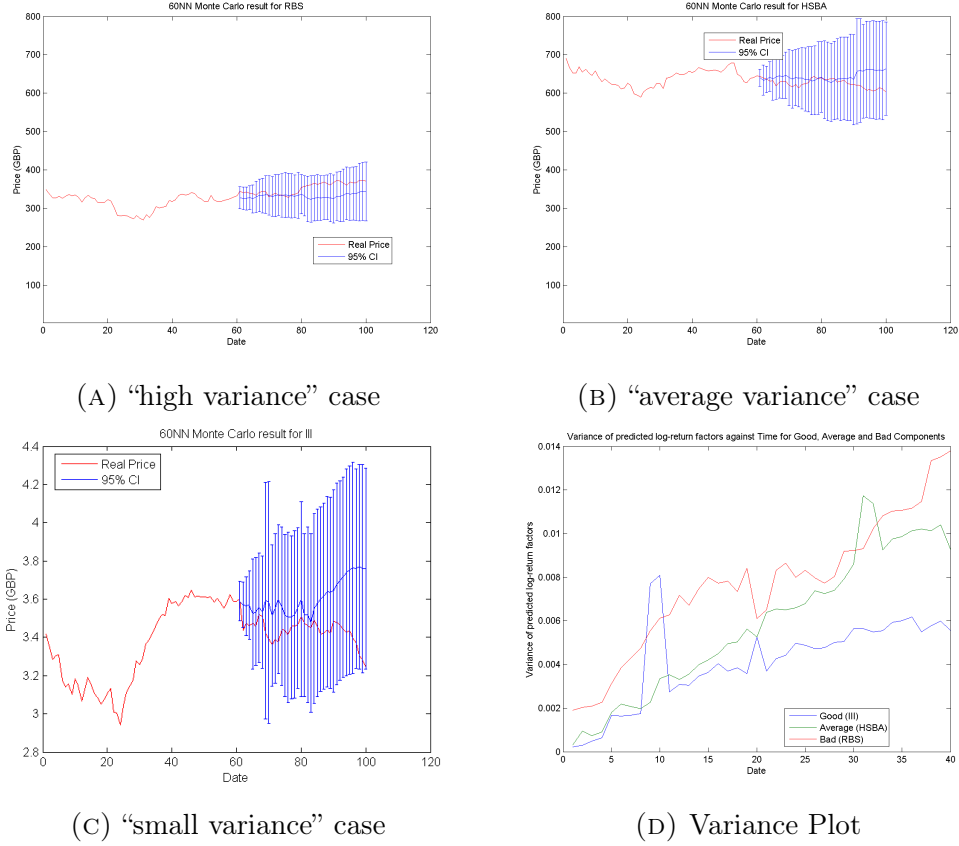 60NN Monte Carlo result for RBS
800
700
600
500
400
300
200
100
Price (GBP)
Real Price
95% CI
0
20
40
60
80
100
120
Date
(A) “high variance” case
60NN Monte Carlo result for HSBA
800
700
600
500
400
300
200
100
Price (GBP)
Real Price
95% CI
0
20
40
60
80
100
120
Date
(B) “average variance” case
60NN Monte Carlo result for III
4.4
4.2
4
3.8
3.6
3.4
3.2
3
2.8
Price (GBP)
Real Price
95% CI
0
20
40
60
80
100
120
Date
(C) “small variance” case
Variance of predicted log-return factors against Time for Good, Average and Bad Components
0.014
0.012
0.01
0.008
0.006
0.004
0.002
0
Variance of predicted log-return factors
Good (III)
Average (HSBA)
Bad (RBS)
0
5
10
15
20
25
30
35
40
Date
(D) Variance Plot